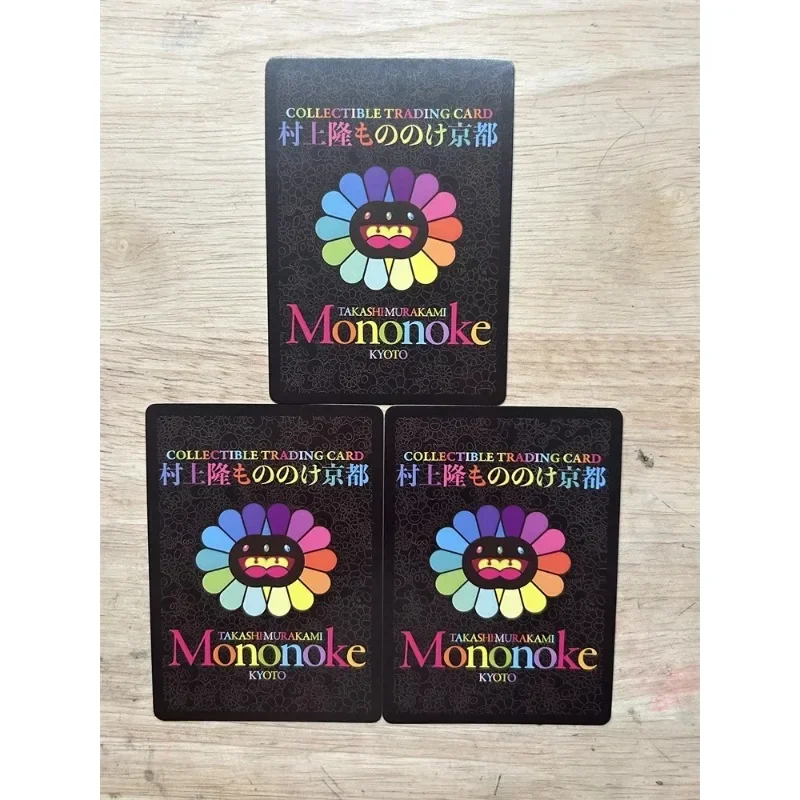 COLLECTIBLE TRADING CARD
村上隆もののけ京都
TAKASHI MURAKAMI
Mononoke
KYOTO
COLLECTIBLE TRADING CARD
村上隆もののけ京都
TAKASHI MURAKAMI
Mononoke
KYOTO
COLLECTIBLE TRADING CARD
村上隆もののけ京都
TAKASHI MURAKAMI
Mononoke
KYOTO